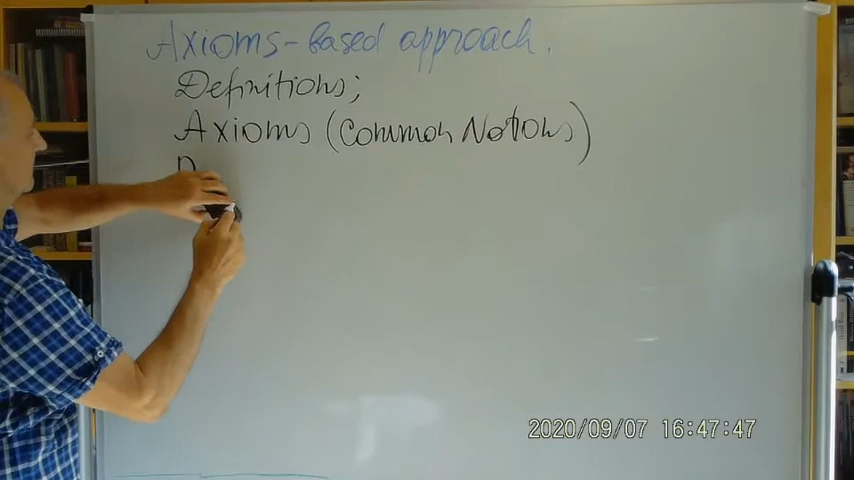 Axioms-based approach.
Definitions;
Axioms (Common Notions)
2020/09/07 16:47:47